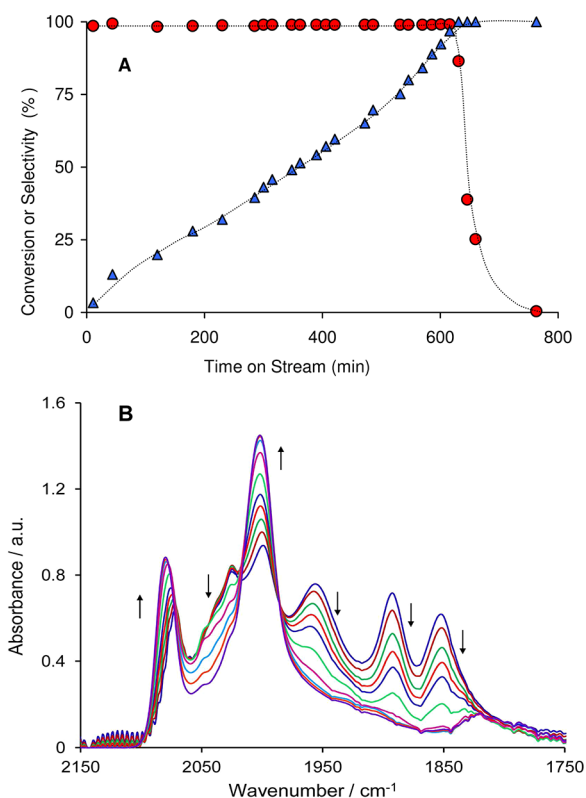 A
Conversion or Selectivity (%)
100
75
50
25
0
0 200 400 600 800
Time on Stream (min)
B
Absorbance / a.u.
1.6
1.2
0.8
0.4
0
2150 2050 1950 1850 1750
Wavenumber / cm-1